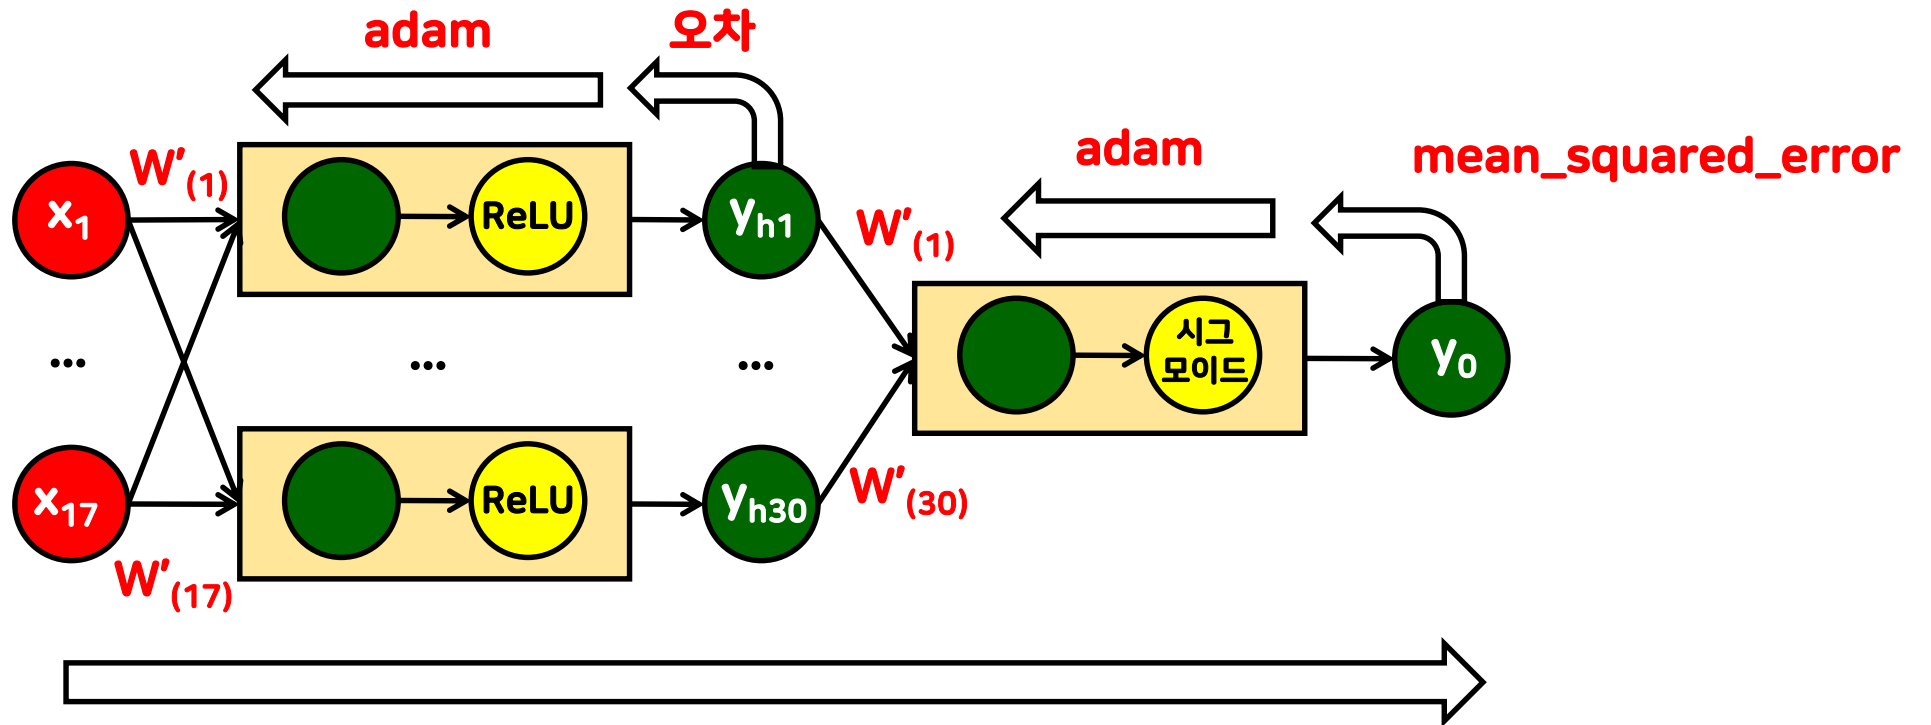 adam
오차
adam
mean_squared_error
W'(1)
x1
ReLU
yh1
W'(1)
...
...
...
시그
모이드
y0
x17
ReLU
yh30
W'(30)
W'(17)